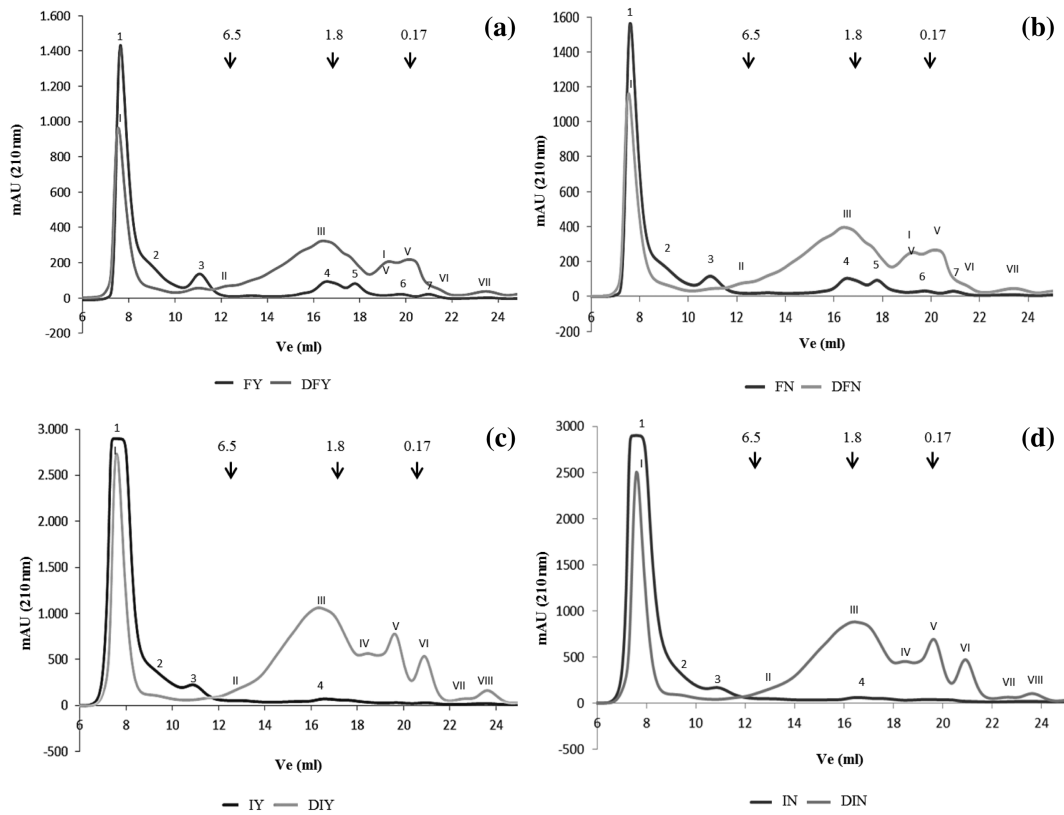 (a)
1.600
1.400
1.200
1.000
800
600
400
200
0
-200
mAU (210 nm)
6.5 1.8 0.17
1
I
2 3 II III 4 5 I V V 6 7 VI VII
6 8 10 12 14 16 18 20 22 24
Ve (ml)
FY DFY
(b)
1600
1400
1200
1000
800
600
400
200
0
-200
mAU (210 nm)
6.5 1.8 0.17
1
I
2 3 II III 4 5 I V V 6 7 VI VII
6 8 10 12 14 16 18 20 22 24
Ve (ml)
FN DFN
(c)
3.000
2.500
2.000
1.500
1.000
500
0
-500
mAU (210 nm)
6.5 1.8 0.17
1
I
2 3 II III 4 IV V VI VII VIII
6 8 10 12 14 16 18 20 22 24
Ve (ml)
IY DIY
(d)
3000
2500
2000
1500
1000
500
0
-500
mAU (210 nm)
6.5 1.8 0.17
1
I
2 3 II III 4 IV V VI VII VIII
6 8 10 12 14 16 18 20 22 24
Ve (ml)
IN DIN